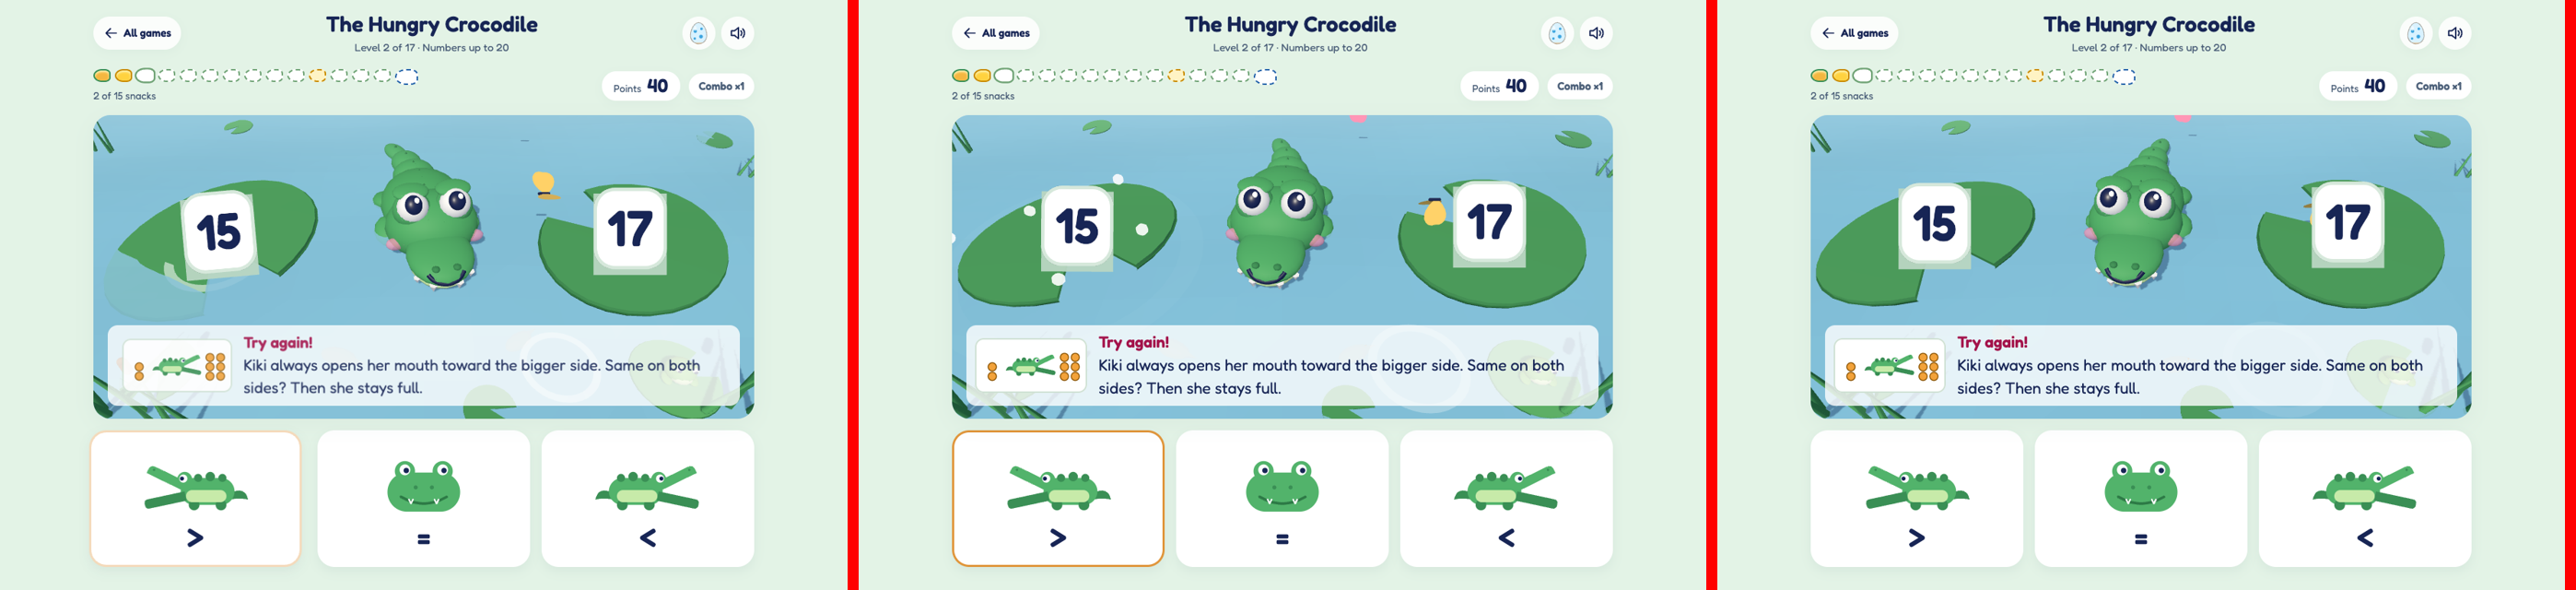 All games
The Hungry Crocodile
Level 2 of 17 · Numbers up to 20
2 of 15 snacks
Points 40
Combo ×1
15
17
Try again!
Kiki always opens her mouth toward the bigger side. Same on both
sides? Then she stays full.
>
=
<
All games
The Hungry Crocodile
Level 2 of 17 · Numbers up to 20
2 of 15 snacks
Points 40
Combo ×1
15
17
Try again!
Kiki always opens her mouth toward the bigger side. Same on both
sides? Then she stays full.
>
=
<
All games
The Hungry Crocodile
Level 2 of 17 · Numbers up to 20
2 of 15 snacks
Points 40
Combo ×1
15
17
Try again!
Kiki always opens her mouth toward the bigger side. Same on both
sides? Then she stays full.
>
=
<